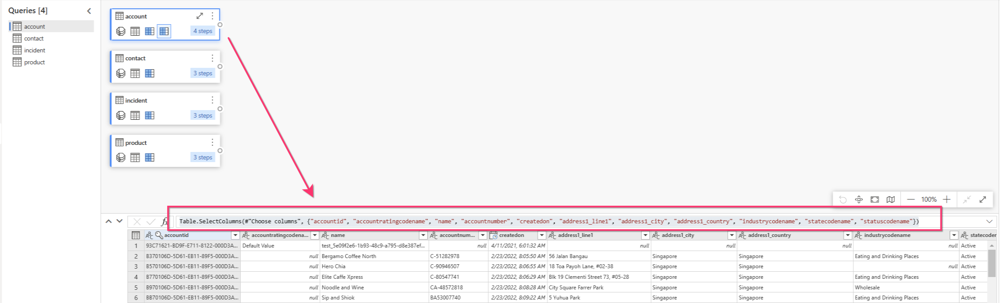 Queries [4]
account
contact
incident
product
account
4 steps
contact
3 steps
incident
3 steps
product
3 steps
100%
fx
Table.SelectColumns(#"Choose columns", {"accountid", "accountratingcodename", "name", "accountnumber", "createdon", "address1_line1", "address1_city", "address1_country", "industrycodename", "statecodename", "statuscodename"})
accountid accountratingcodena... name accountnum... createdon address1_line1 address1_city address1_country industrycodename statecoder
1 93C71621-BD9F-E711-8122-000D3A... Default Value test_5e09f2e6-1b93-48c9-a795-d8e387ef... null 4/11/2021, 6:01:32 AM null null null null Active
2 B370106D-5D61-EB11-89F5-000D3A... null Bergamo Coffee North C-51282978 2/23/2022, 8:05:50 AM 56 Jalan Bangau Singapore Singapore Eating and Drinking Places Active
3 B570106D-5D61-EB11-89F5-000D3A... null Hero Chia C-90946507 2/23/2022, 8:06:55 AM 18 Toa Payoh Lane, #02-38 Singapore Singapore null Active
4 B770106D-5D61-EB11-89F5-000D3A... null Elite Caffe Xpress C-80547741 2/23/2022, 8:06:29 AM Blk 19 Clementi Street 73, #05-28 Singapore Singapore Eating and Drinking Places Active
5 B970106D-5D61-EB11-89F5-000D3A... null Noodle and Wine CA-48572818 2/23/2022, 8:08:28 AM City Square Farrer Park Singapore Singapore Wholesale Active
6 BB70106D-5D61-EB11-89F5-000D3A... null Sip and Shiok BA53007740 2/23/2022, 8:09:22 AM 5 Yuhua Park Singapore Singapore Eating and Drinking Places Active